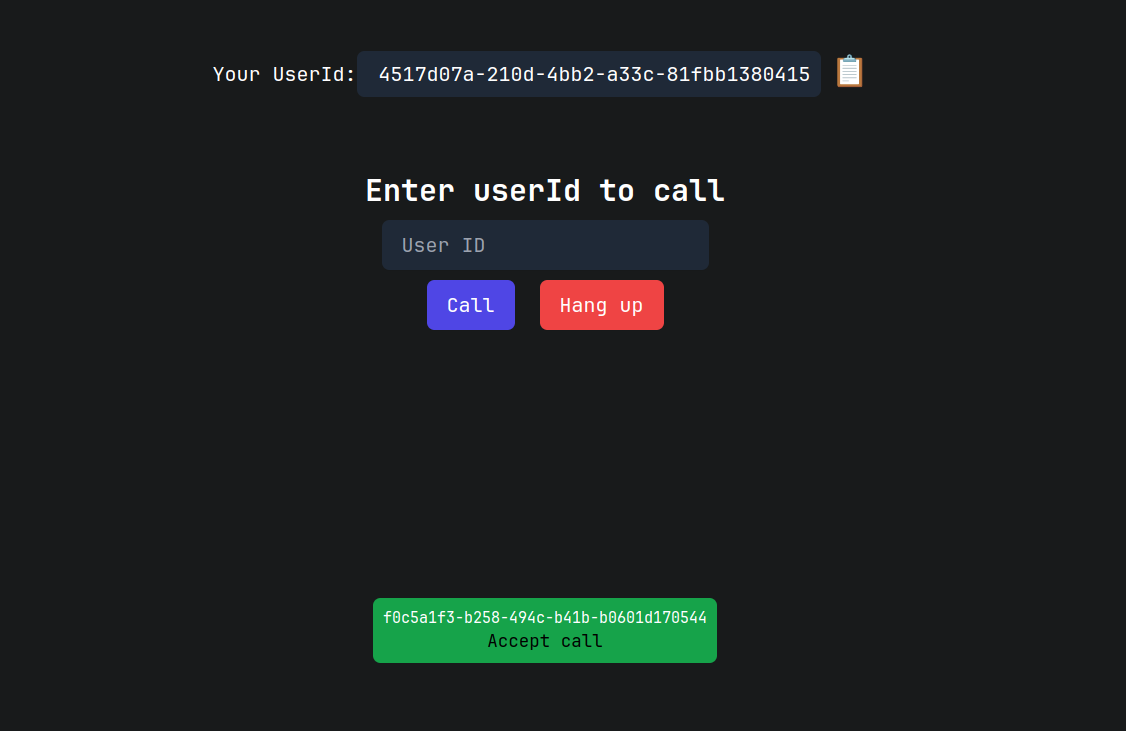 Your UserId: 4517d07a-210d-4bb2-a33c-81fbb1380415
Enter userId to call
User ID
Call Hang up
f0c5a1f3-b258-494c-b41b-b0601d170544
Accept call